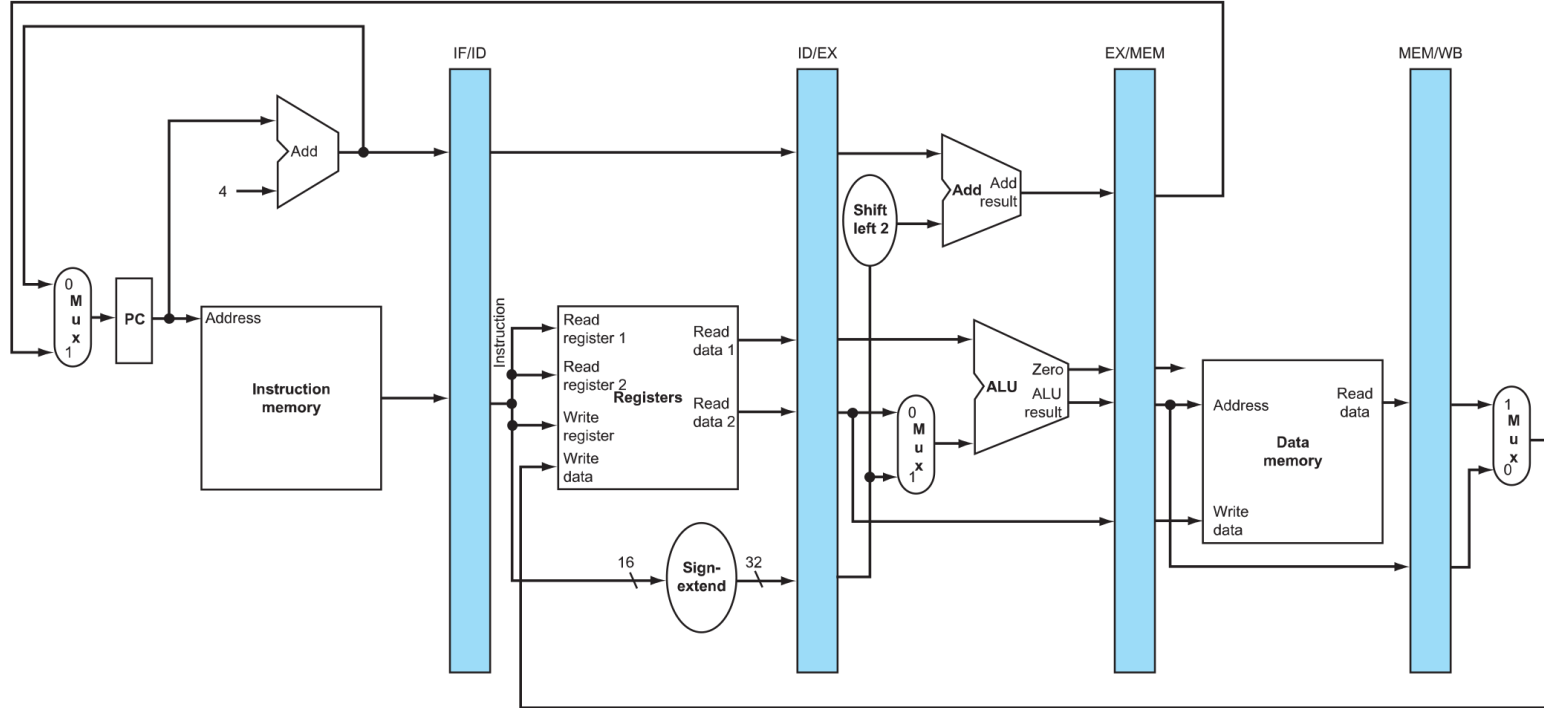 IF/ID
ID/EX
EX/MEM
MEM/WB
Add
4
Shift
left 2
Add
Add
result
0
M
u
x
1
PC
Address
Instruction
memory
Instruction
Read
register 1
Read
register 2
Write
register
Write
data
Registers
Read
data 1
Read
data 2
16
Sign-
extend
32
0
M
u
x
1
ALU
Zero
ALU
result
Address
Write
data
Data
memory
Read
data
1
M
u
x
0